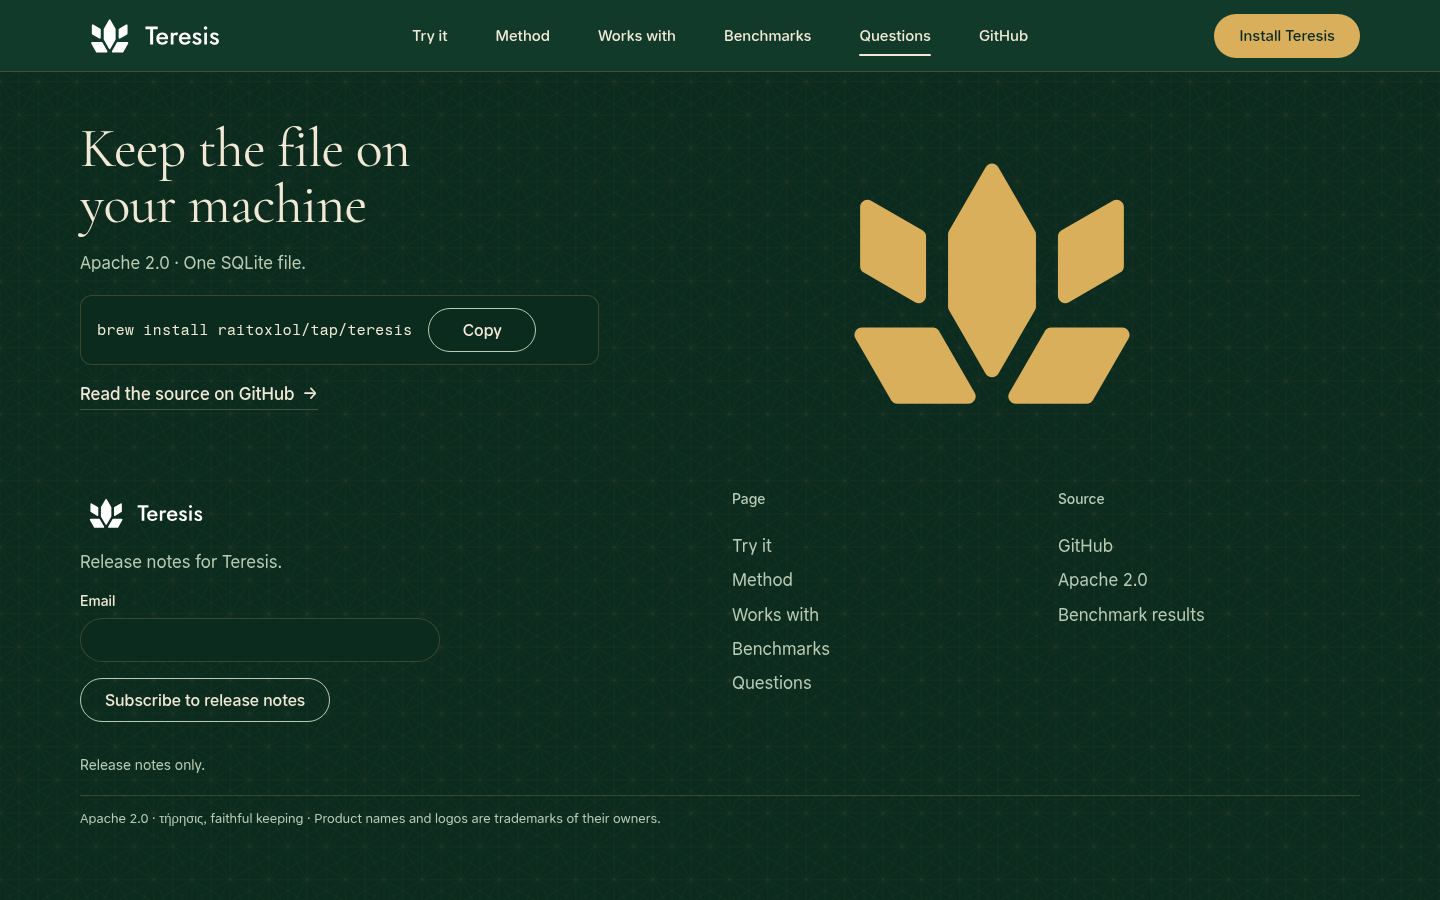 Teresis
Try it
Method
Works with
Benchmarks
Questions
GitHub
Install Teresis
Keep the file on
your machine
Apache 2.0 · One SQLite file.
brew install raitoxlol/tap/teresis
Copy
Read the source on GitHub →
Teresis
Release notes for Teresis.
Email
Subscribe to release notes
Release notes only.
Page
Try it
Method
Works with
Benchmarks
Questions
Source
GitHub
Apache 2.0
Benchmark results
Apache 2.0 · τήρησις, faithful keeping · Product names and logos are trademarks of their owners.